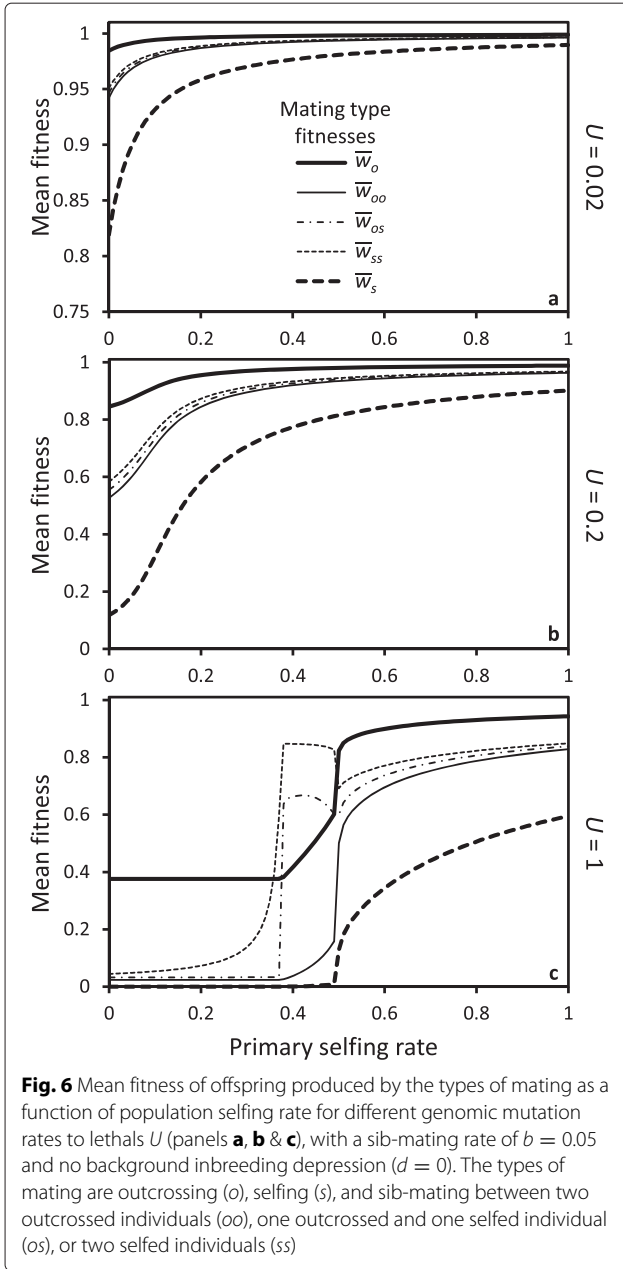 1
0.95
0.9
0.85
0.8
0.75
Mean fitness
Mating type
fitnesses
w̅o
w̅oo
w̅os
w̅ss
w̅s
a
U = 0.02
0 0.2 0.4 0.6 0.8 1
1
0.8
0.6
0.4
0.2
0
Mean fitness
b
U = 0.2
0 0.2 0.4 0.6 0.8 1
1
0.8
0.6
0.4
0.2
0
Mean fitness
c
U = 1
0 0.2 0.4 0.6 0.8 1
Primary selfing rate
Fig. 6 Mean fitness of offspring produced by the types of mating as a
function of population selfing rate for different genomic mutation
rates to lethals U (panels a, b & c), with a sib-mating rate of b = 0.05
and no background inbreeding depression (d = 0). The types of
mating are outcrossing (o), selfing (s), and sib-mating between two
outcrossed individuals (oo), one outcrossed and one selfed individual
(os), or two selfed individuals (ss)